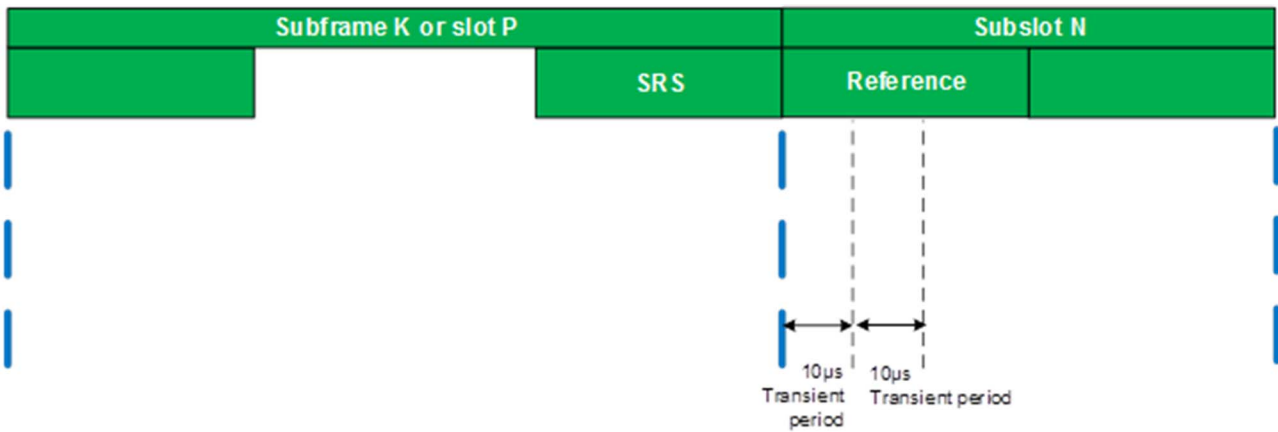 Subframe K or slot P
Subslot N
SRS
Reference
10µs
Transient
period
10µs
Transient period